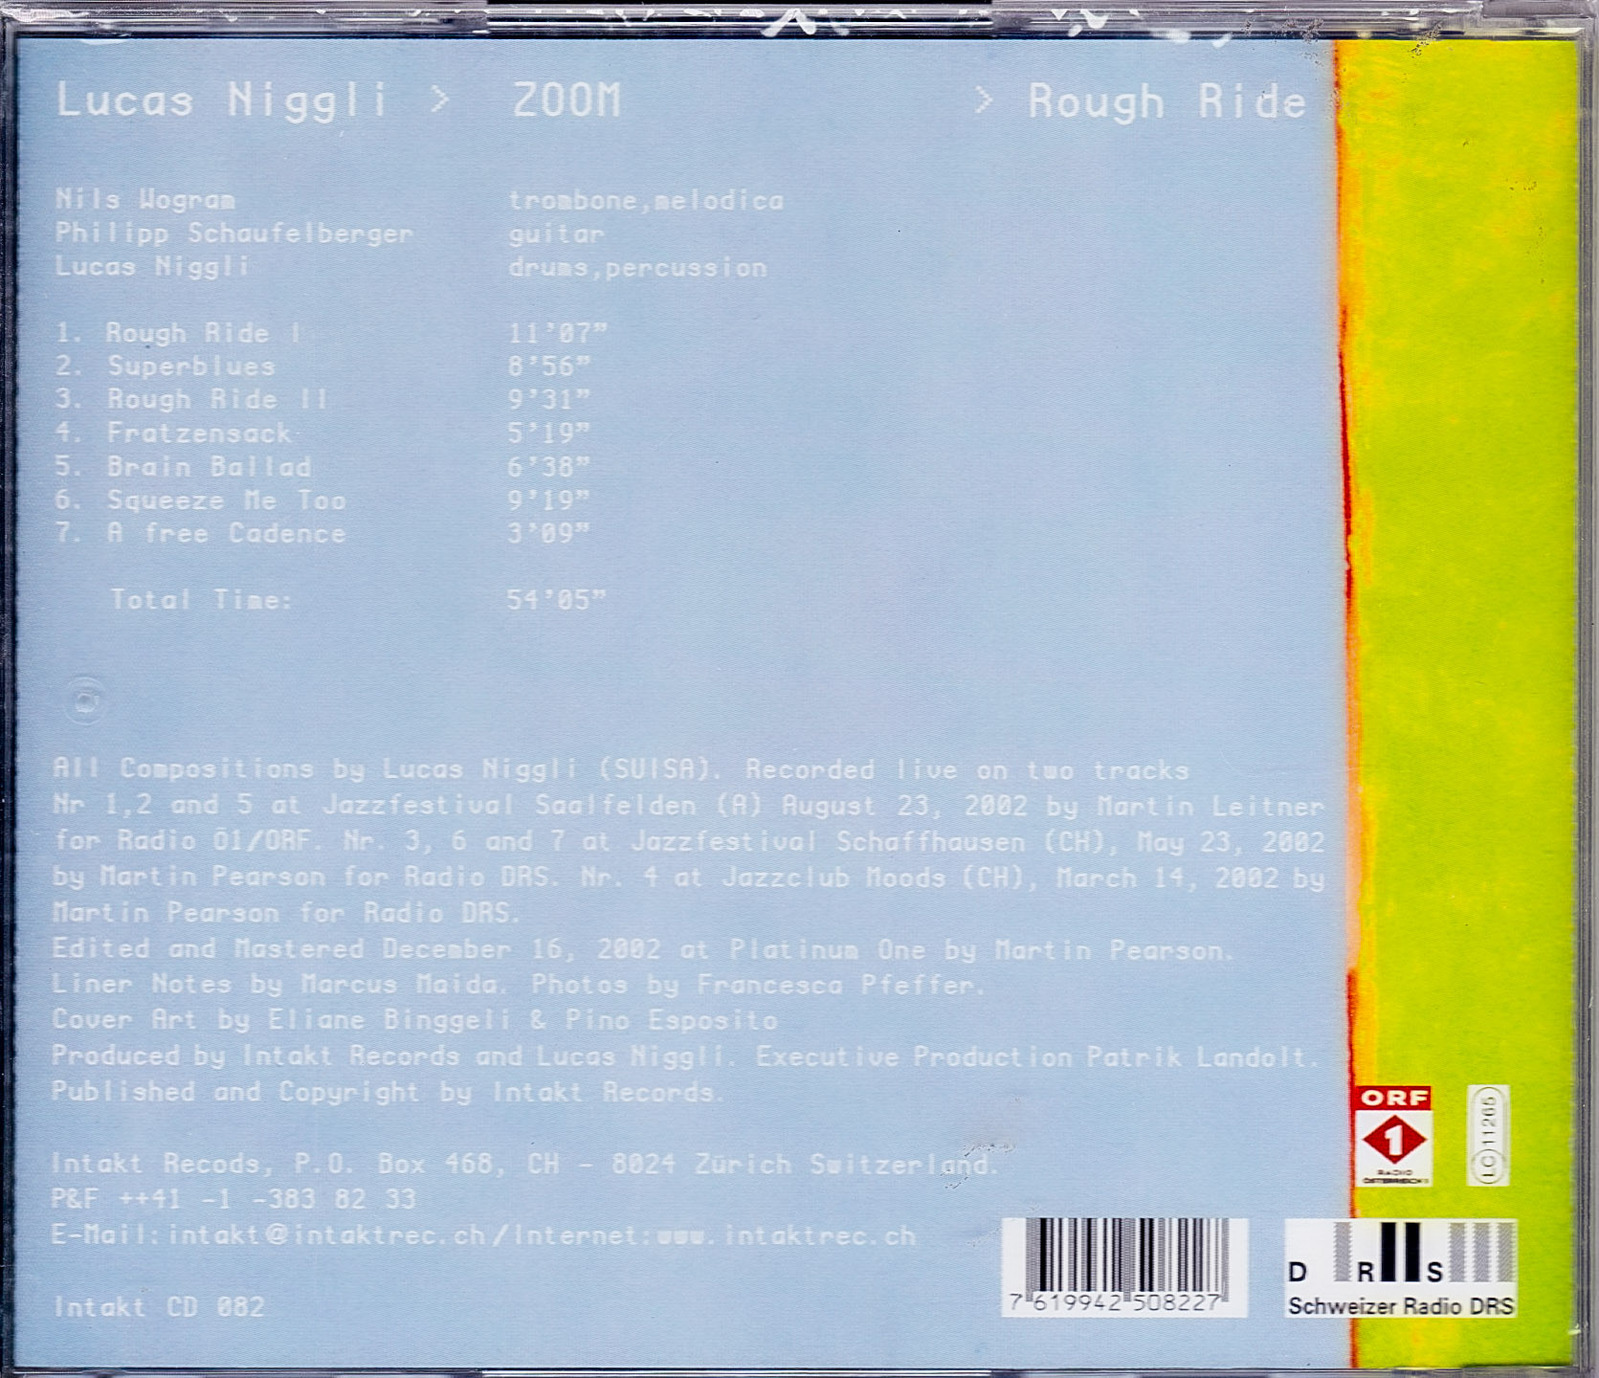 Lucas Niggli > ZOOM > Rough Ride
Nils Wogram trombone,melodica
Philipp Schaufelberger guitar
Lucas Niggli drums,percussion
1. Rough Ride I 11'07"
2. Superblues 8'56"
3. Rough Ride II 9'31"
4. Fratzensack 5'19"
5. Brain Ballad 6'38"
6. Squeeze Me Too 9'19"
7. A free Cadence 3'09"
Total Time: 54'05"
All Compositions by Lucas Niggli (SUISA). Recorded live on two tracks
Nr 1,2 and 5 at Jazzfestival Saalfelden (A) August 23, 2002 by Martin Leitner
for Radio Ö1/ORF. Nr. 3, 6 and 7 at Jazzfestival Schaffhausen (CH), May 23, 2002
by Martin Pearson for Radio DRS. Nr. 4 at Jazzclub Moods (CH), March 14, 2002 by
Martin Pearson for Radio DRS.
Edited and Mastered December 16, 2002 at Platinum One by Martin Pearson.
Liner Notes by Marcus Maida. Photos by Francesca Pfeffer.
Cover Art by Eliane Binggeli & Pino Esposito
Produced by Intakt Records and Lucas Niggli. Executive Production Patrik Landolt.
Published and Copyright by Intakt Records.
Intakt Recods, P.O. Box 468, CH - 8024 Zürich Switzerland.
P&F ++41 -1 -383 82 33
E-Mail:intakt@intaktrec.ch/Internet:www.intaktrec.ch
Intakt CD 082
ORF
1
RADIO
ÖSTERREICH 1
LC 11265
7 619942 508227
D R S
Schweizer Radio DRS